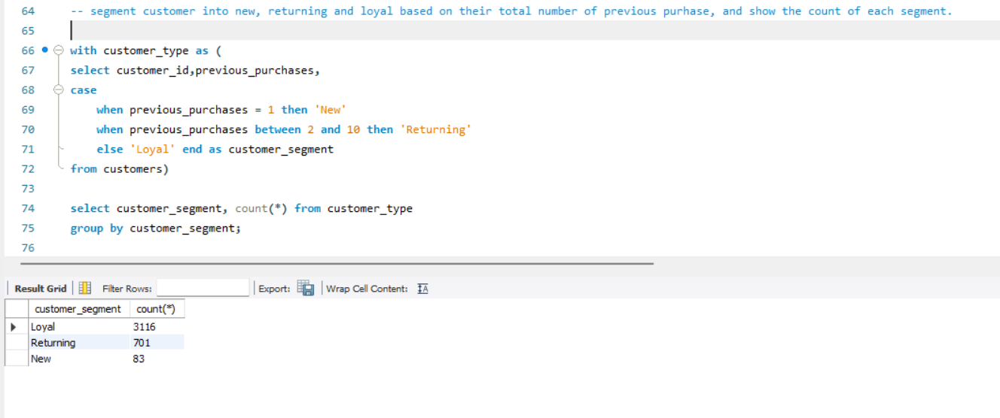 64 -- segment customer into new, returning and loyal based on their total number of previous purhase, and show the count of each segment.
65
66 with customer_type as (
67 select customer_id,previous_purchases,
68 case
69 when previous_purchases = 1 then 'New'
70 when previous_purchases between 2 and 10 then 'Returning'
71 else 'Loyal' end as customer_segment
72 from customers)
73
74 select customer_segment, count(*) from customer_type
75 group by customer_segment;
76
Result Grid Filter Rows: Export: Wrap Cell Content: IA
customer_segment count(*)
Loyal 3116
Returning 701
New 83